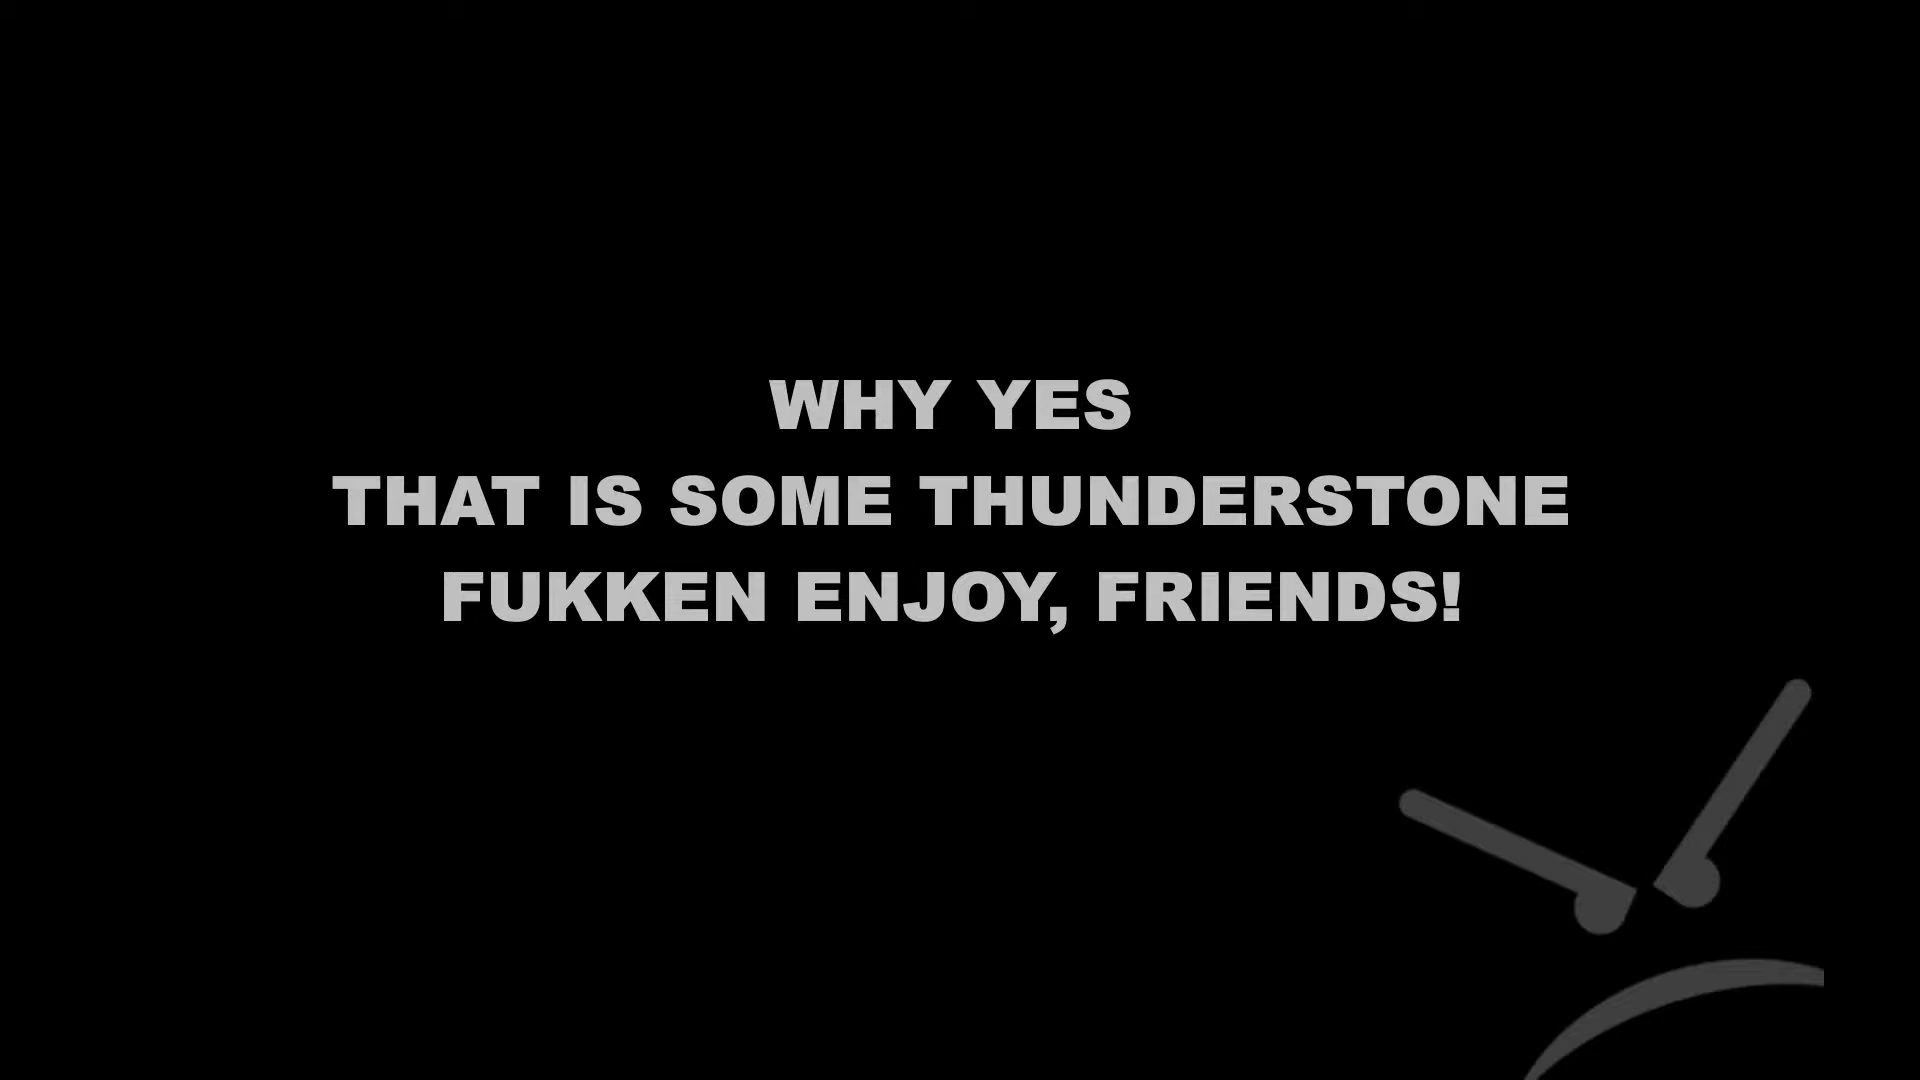 WHY YES
THAT IS SOME THUNDERSTONE
FUKKEN ENJOY, FRIENDS!